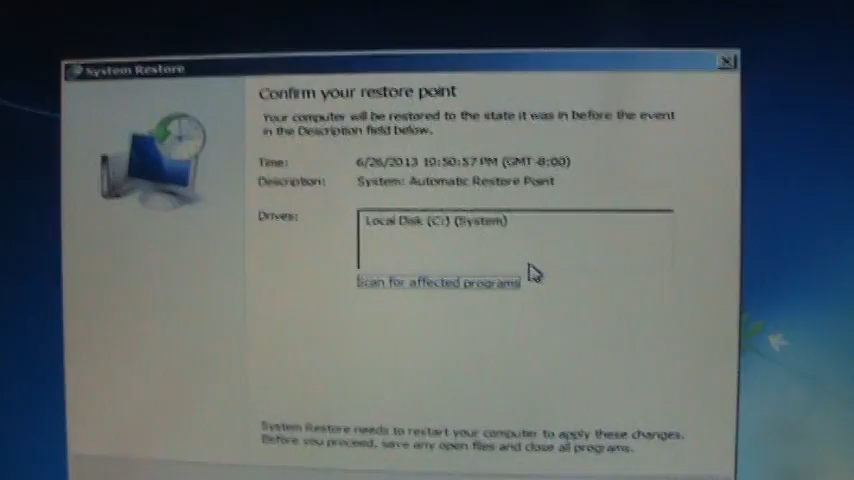 System Restore
Confirm your restore point
Your computer will be restored to the state it was in before the event
in the Description field below.
Time: 6/26/2013 10:50:57 PM (GMT-8:00)
Description: System: Automatic Restore Point
Drives: Local Disk (C:) (System)
Scan for affected programs
System Restore needs to restart your computer to apply these changes.
Before you proceed, save any open files and close all programs.